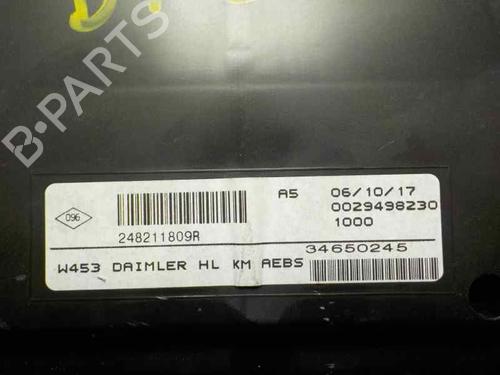 B-Parts
096
248211809R
A5 06/10/17
0029498230
1000
W453 DAIMLER HL KM AEBS
34650245